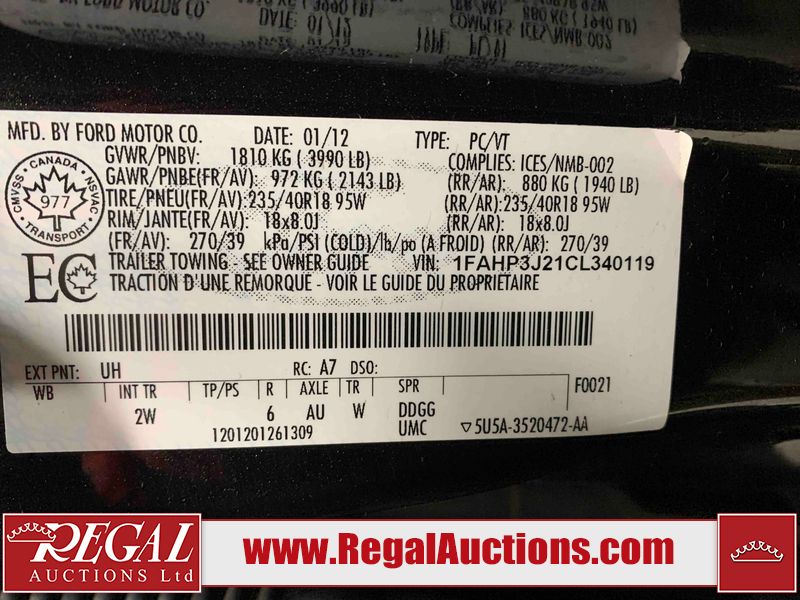 MFD. BY FORD MOTOR CO. DATE: 01/12 TYPE: PC/VT
GVWR/PNBV: 1810 KG ( 3990 LB) COMPLIES: ICES/NMB-002
GAWR/PNBE(FR/AV): 972 KG ( 2143 LB) (RR/AR): 880 KG ( 1940 LB)
TIRE/PNEU(FR/AV): 235/40R18 95W (RR/AR): 235/40R18 95W
RIM/JANTE(FR/AV): 18x8.0J (RR/AR): 18x8.0J
(FR/AV): 270/39 kPa/PSI (COLD)/lb/po (A FROID) (RR/AR): 270/39
TRAILER TOWING - SEE OWNER GUIDE VIN: 1FAHP3J21CL340119
TRACTION D'UNE REMORQUE - VOIR LE GUIDE DU PROPRIÉTAIRE
CANADA
CMVSS NSVAC
977
TRANSPORT
EC
EXT PNT: UH RC: A7 DSO:
WB INT TR TP/PS R AXLE TR SPR F0021
2W 6 AU W DDGG
1201201261309 UMC ▽5U5A-3520472-AA
REGAL
AUCTIONS Ltd
www.RegalAuctions.com